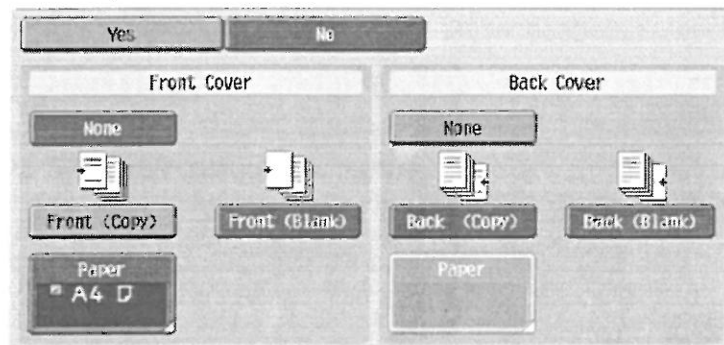 Yes No
Front Cover Back Cover
None None
Front (Copy) Front (Blank) Back (Copy) Back (Blank)
Paper Paper
A4